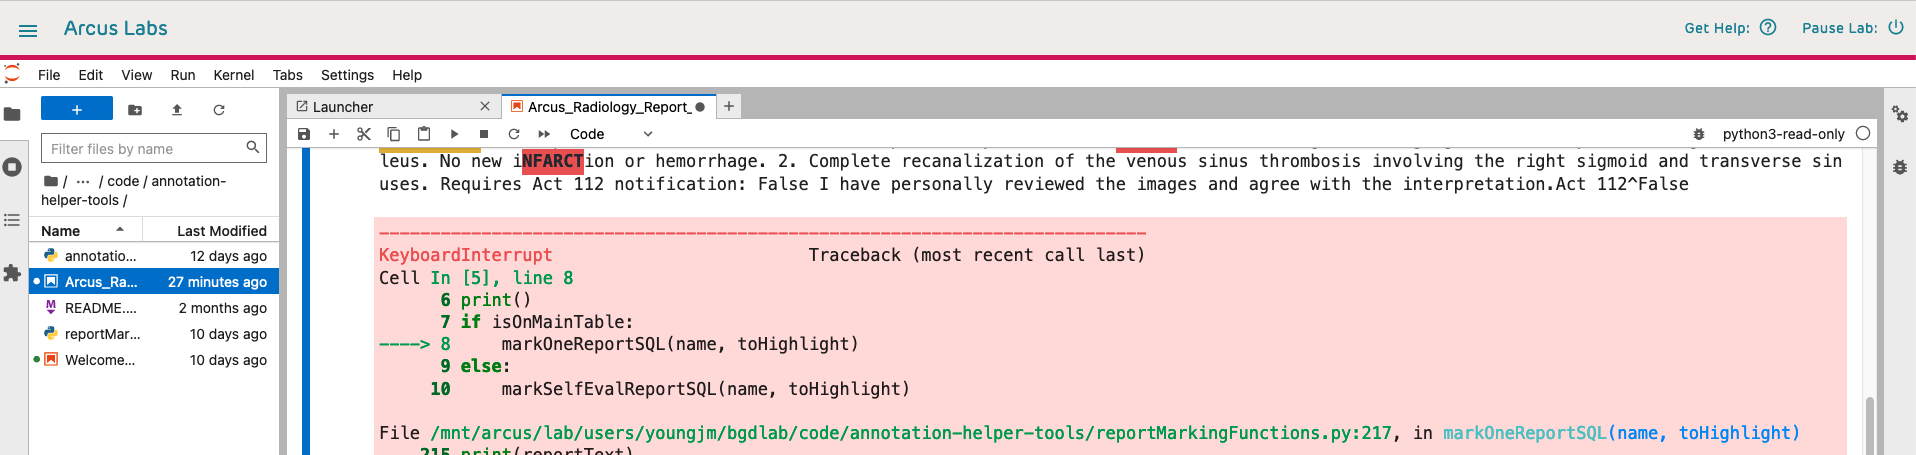 Arcus Labs
Get Help:
Pause Lab:
File Edit View Run Kernel Tabs Settings Help
Launcher
Arcus_Radiology_Report_
Code
python3-read-only
Filter files by name
/ ··· / code / annotation-
helper-tools /
Name Last Modified
annotatio... 12 days ago
Arcus_Ra... 27 minutes ago
README.... 2 months ago
reportMar... 10 days ago
Welcome... 10 days ago
leus. No new iNFARCTion or hemorrhage. 2. Complete recanalization of the venous sinus thrombosis involving the right sigmoid and transverse sin
uses. Requires Act 112 notification: False I have personally reviewed the images and agree with the interpretation.Act 112^False
---------------------------------------------------------------------------
KeyboardInterrupt Traceback (most recent call last)
Cell In [5], line 8
6 print()
7 if isOnMainTable:
----> 8 markOneReportSQL(name, toHighlight)
9 else:
10 markSelfEvalReportSQL(name, toHighlight)
File /mnt/arcus/lab/users/youngjm/bgdlab/code/annotation-helper-tools/reportMarkingFunctions.py:217, in markOneReportSQL(name, toHighlight)
215 print(reportText)